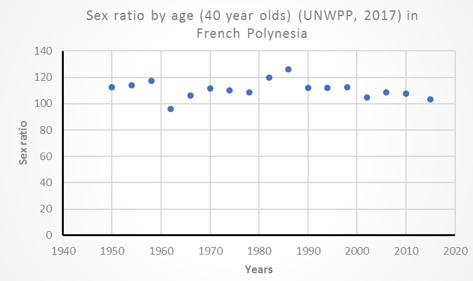 Sex ratio by age (40 year olds) (UNWPP, 2017) in
French Polynesia
140
120
100
80
60
40
20
0
Sex ratio
1940 1950 1960 1970 1980 1990 2000 2010 2020
Years